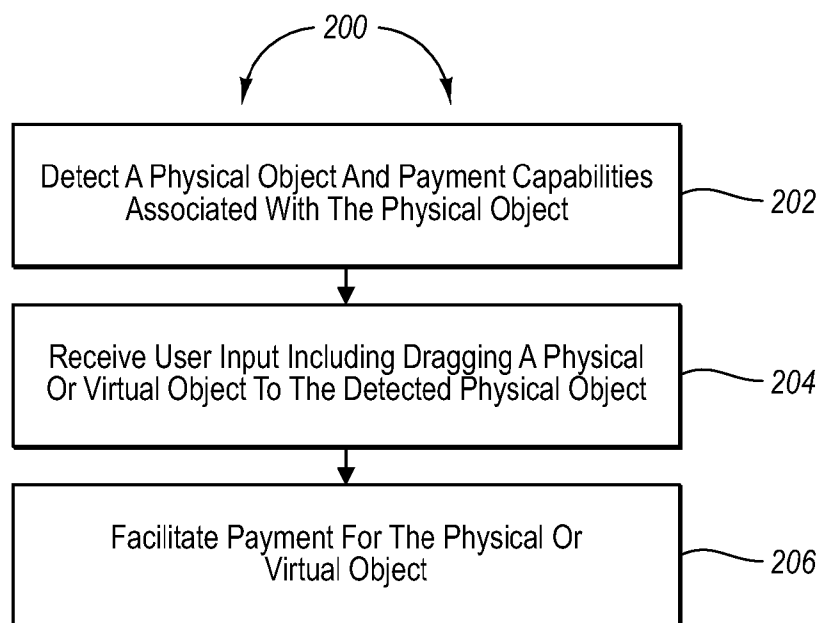 200
Detect A Physical Object And Payment Capabilities
Associated With The Physical Object
202
Receive User Input Including Dragging A Physical
Or Virtual Object To The Detected Physical Object
204
Facilitate Payment For The Physical Or
Virtual Object
206